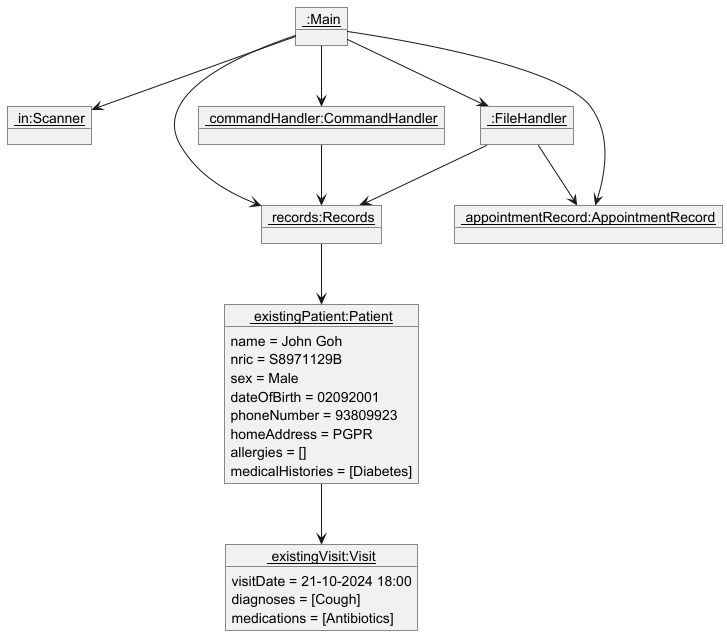 :Main
in:Scanner
commandHandler:CommandHandler
:FileHandler
records:Records
appointmentRecord:AppointmentRecord
existingPatient:Patient
name = John Goh
nric = S8971129B
sex = Male
dateOfBirth = 02092001
phoneNumber = 93809923
homeAddress = PGPR
allergies = []
medicalHistories = [Diabetes]
existingVisit:Visit
visitDate = 21-10-2024 18:00
diagnoses = [Cough]
medications = [Antibiotics]